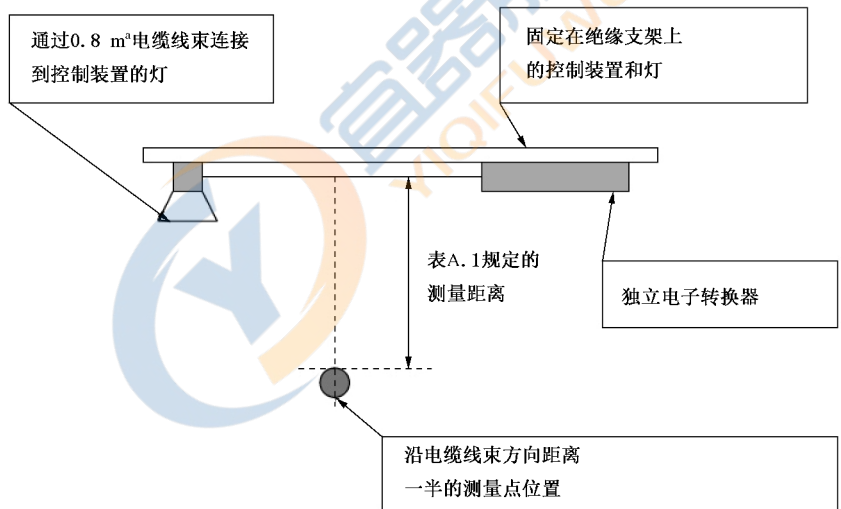 通过0.8 mᵃ电缆线束连接
到控制装置的灯
固定在绝缘支架上
的控制装置和灯
表A.1规定的
测量距离
独立电子转换器
沿电缆线束方向距离
一半的测量点位置